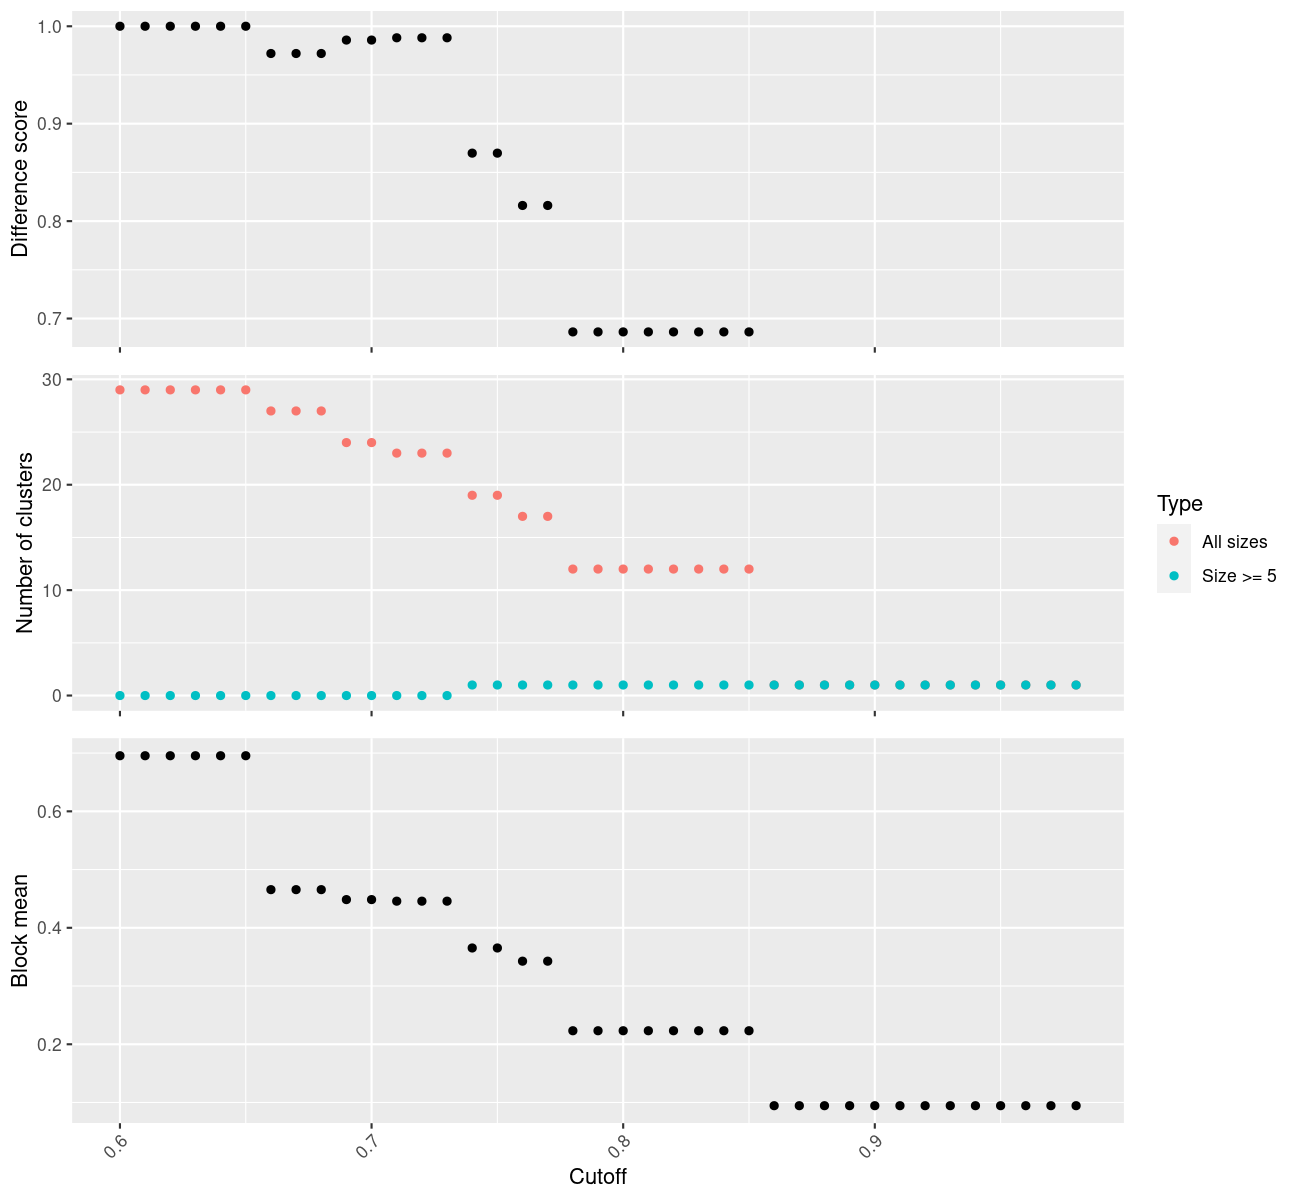 Difference score
1.0
0.9
0.8
0.7
Number of clusters
30
20
10
0
Type
All sizes
Size >= 5
Block mean
0.6
0.4
0.2
0.6 0.7 0.8 0.9
Cutoff